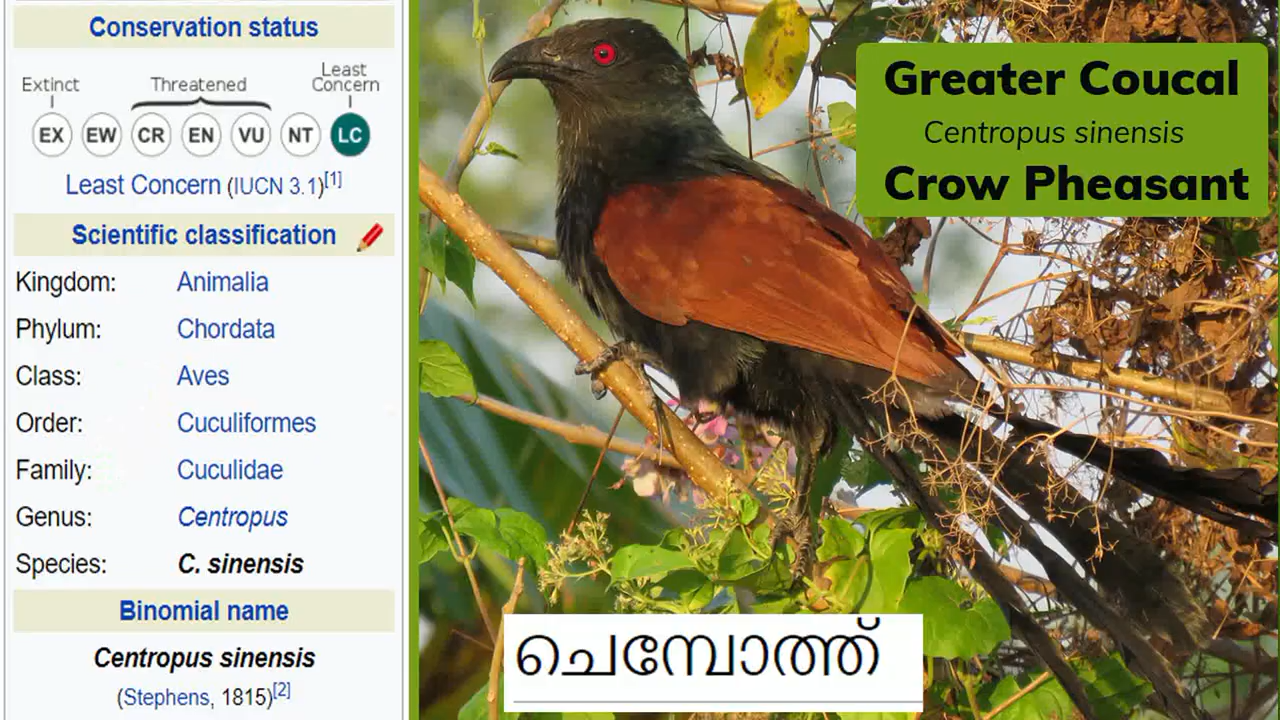 Conservation status
Extinct
Threatened
Least
Concern
EX EW CR EN VU NT LC
Least Concern (IUCN 3.1)[1]
Scientific classification
Kingdom: Animalia
Phylum: Chordata
Class: Aves
Order: Cuculiformes
Family: Cuculidae
Genus: Centropus
Species: C. sinensis
Binomial name
Centropus sinensis
(Stephens, 1815)[2]
Greater Coucal
Centropus sinensis
Crow Pheasant
ചെമ്പോത്ത്